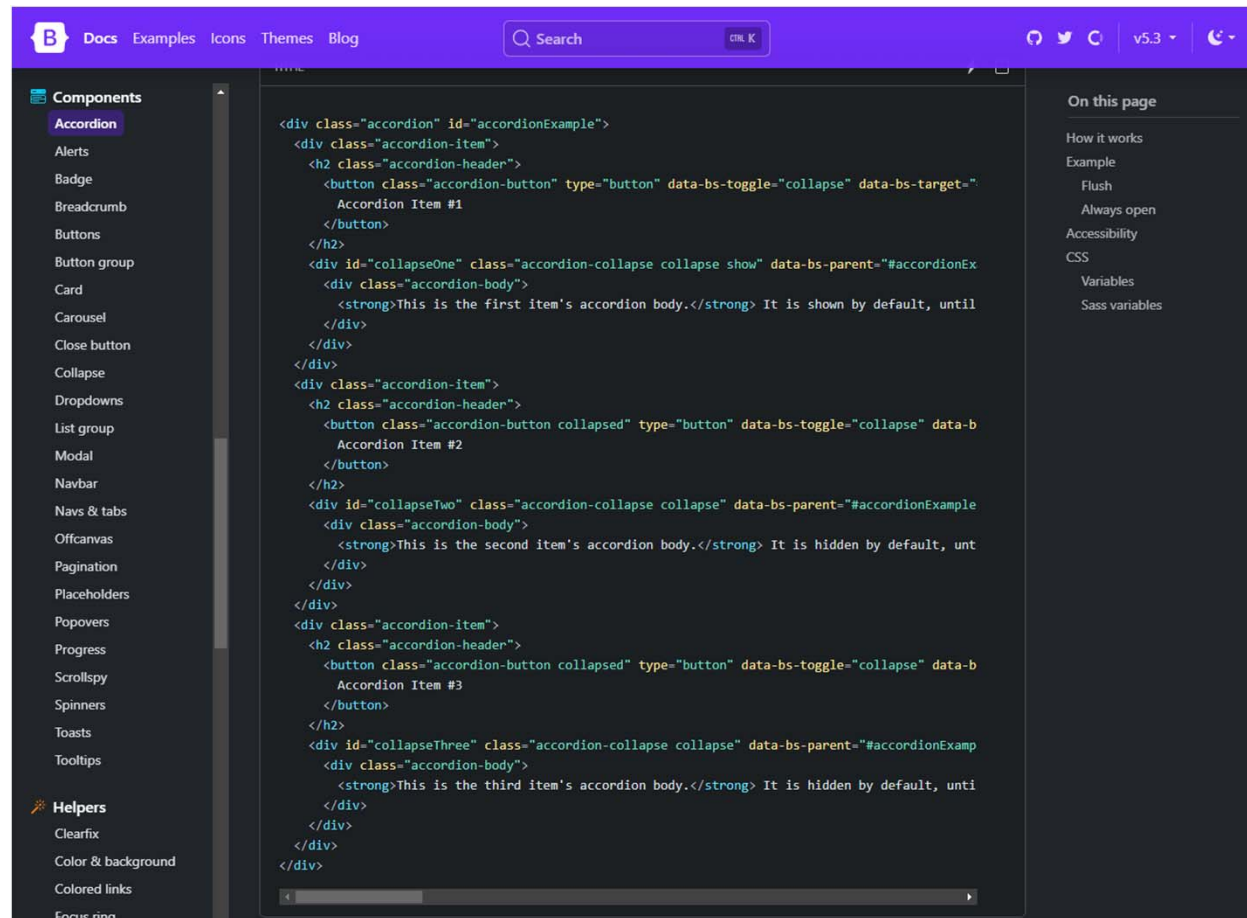 B Docs Examples Icons Themes Blog Search CTRL K v5.3
Components
Accordion
Alerts
Badge
Breadcrumb
Buttons
Button group
Card
Carousel
Close button
Collapse
Dropdowns
List group
Modal
Navbar
Navs & tabs
Offcanvas
Pagination
Placeholders
Popovers
Progress
Scrollspy
Spinners
Toasts
Tooltips
Helpers
Clearfix
Color & background
Colored links
Focus ring
HTML
<div class="accordion" id="accordionExample">
  <div class="accordion-item">
    <h2 class="accordion-header">
      <button class="accordion-button" type="button" data-bs-toggle="collapse" data-bs-target="
        Accordion Item #1
      </button>
    </h2>
    <div id="collapseOne" class="accordion-collapse collapse show" data-bs-parent="#accordionEx
      <div class="accordion-body">
        <strong>This is the first item's accordion body.</strong> It is shown by default, until
      </div>
    </div>
  </div>
  <div class="accordion-item">
    <h2 class="accordion-header">
      <button class="accordion-button collapsed" type="button" data-bs-toggle="collapse" data-b
        Accordion Item #2
      </button>
    </h2>
    <div id="collapseTwo" class="accordion-collapse collapse" data-bs-parent="#accordionExample
      <div class="accordion-body">
        <strong>This is the second item's accordion body.</strong> It is hidden by default, unt
      </div>
    </div>
  </div>
  <div class="accordion-item">
    <h2 class="accordion-header">
      <button class="accordion-button collapsed" type="button" data-bs-toggle="collapse" data-b
        Accordion Item #3
      </button>
    </h2>
    <div id="collapseThree" class="accordion-collapse collapse" data-bs-parent="#accordionExamp
      <div class="accordion-body">
        <strong>This is the third item's accordion body.</strong> It is hidden by default, unti
      </div>
    </div>
  </div>
</div>
On this page
How it works
Example
Flush
Always open
Accessibility
CSS
Variables
Sass variables